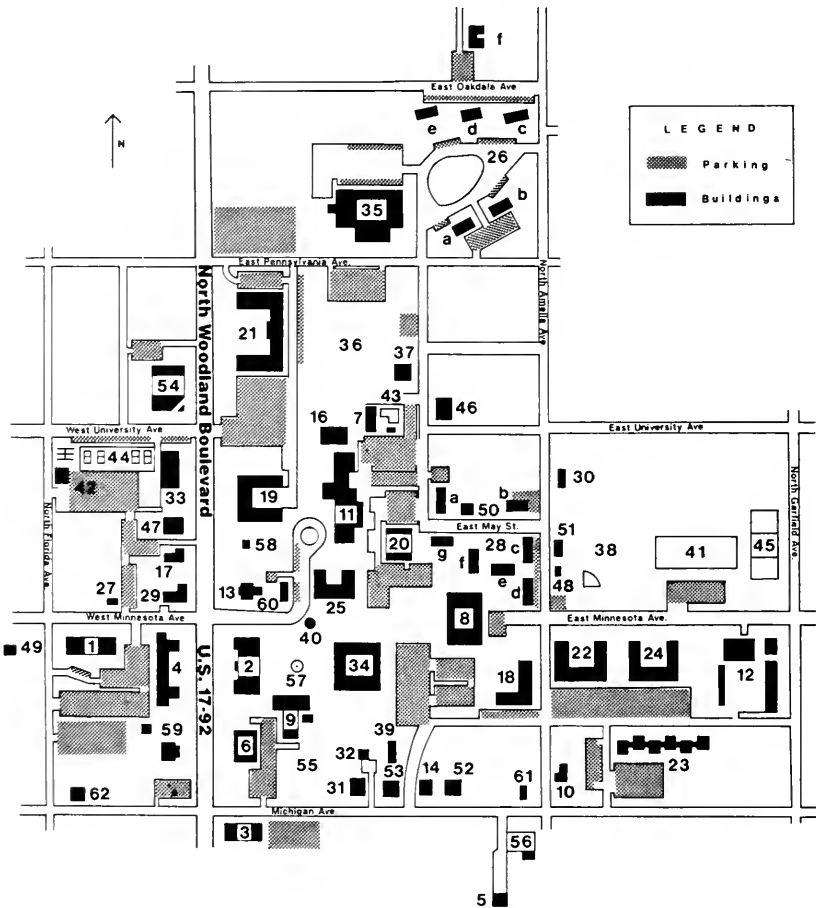 f
East Oakdala Ave
N
e d c
LEGEND
26
Parking
b
Buildings
35
a
East Pennsylvania Ave.
North Woodland Boulevard
North Amelia Ave
21
36
37
54
43
7
46
16
West University Ave
East University Ave
44
42
33
North Florida Ave
19
a
50
b
30
North Garfield Ave.
47
11
East May St.
58
20
g
28
c
51
38
41
45
17
f
e
48
27
29
13
60
25
d
8
West Minnesota Ave
40
East Minnesota Ave.
49
1
4
U.S. 17-92
2
57
34
18
22
24
12
59
9
6
39
55
32
23
62
31
53
14
52
61
10
Michigan Ave.
3
56
5